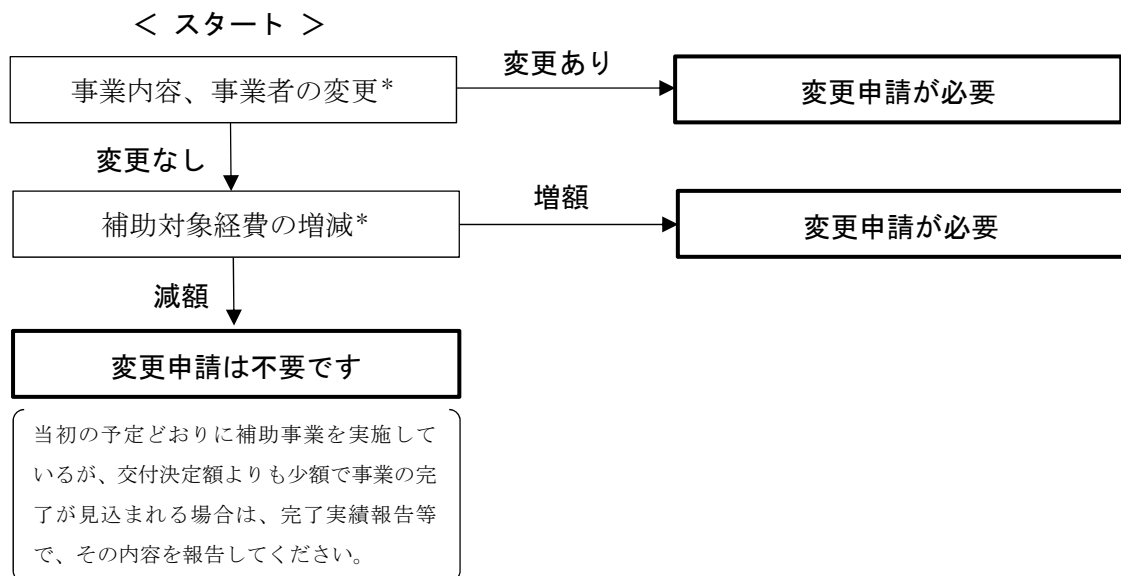 < スタート >
事業内容、事業者の変更*
変更あり
変更申請が必要
変更なし
補助対象経費の増減*
増額
変更申請が必要
減額
変更申請は不要です
当初の予定どおりに補助事業を実施して
いるが、交付決定額よりも少額で事業の完
了が見込まれる場合は、完了実績報告等
で、その内容を報告してください。